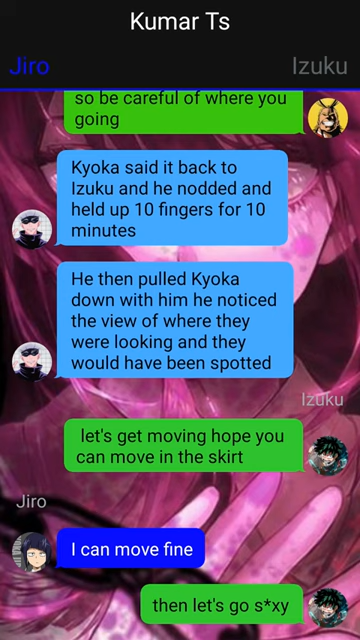 Kumar Ts
Jiro
Izuku
so be careful of where you
going
Kyoka said it back to
Izuku and he nodded and
held up 10 fingers for 10
minutes
He then pulled Kyoka
down with him he noticed
the view of where they
were looking and they
would have been spotted
Izuku
let's get moving hope you
can move in the skirt
Jiro
I can move fine
then let's go s*xy